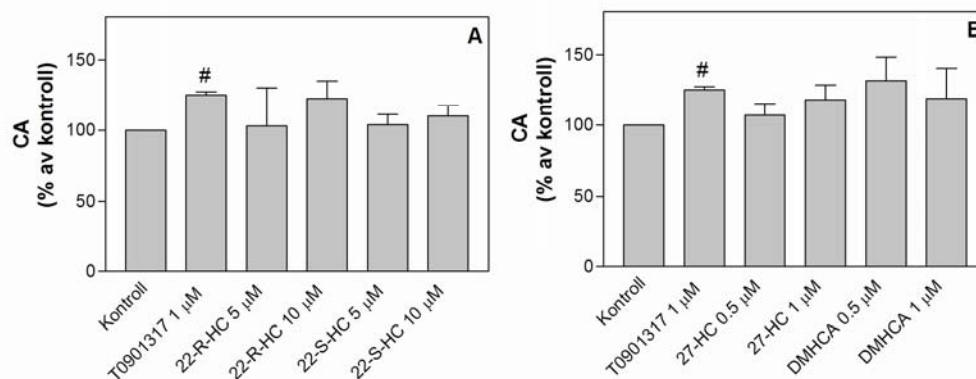 A
CA
(% av kontroll)
150
100
50
0
#
Kontroll
T0901317 1 µM
22-R-HC 5 µM
22-R-HC 10 µM
22-S-HC 5 µM
22-S-HC 10 µM
B
CA
(% av kontroll)
150
100
50
0
#
Kontroll
T0901317 1 µM
27-HC 0.5 µM
27-HC 1 µM
DMHCA 0.5 µM
DMHCA 1 µM